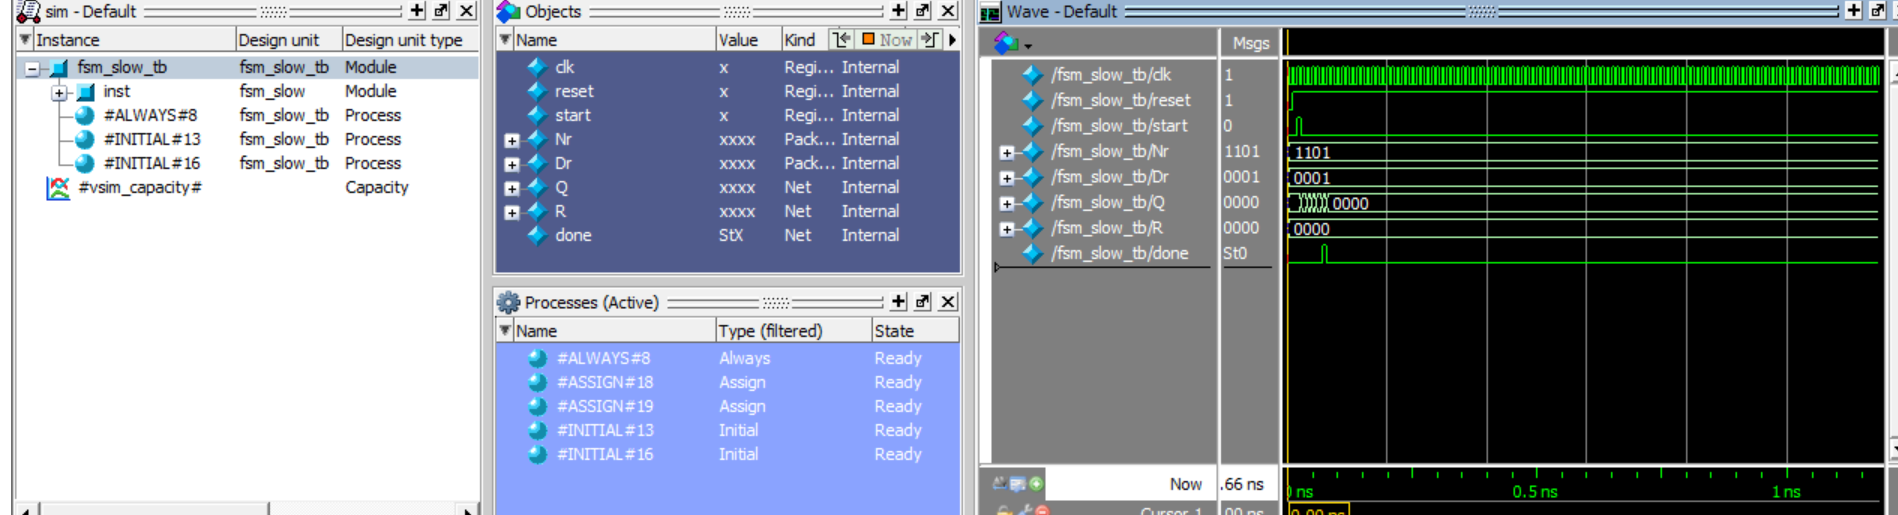 sim - Default
Instance Design unit Design unit type
fsm_slow_tb fsm_slow_tb Module
inst fsm_slow Module
#ALWAYS#8 fsm_slow_tb Process
#INITIAL#13 fsm_slow_tb Process
#INITIAL#16 fsm_slow_tb Process
#vsim_capacity# Capacity
Objects
Name Value Kind Now
clk x Regi... Internal
reset x Regi... Internal
start x Regi... Internal
Nr xxxx Pack... Internal
Dr xxxx Pack... Internal
Q xxxx Net Internal
R xxxx Net Internal
done StX Net Internal
Processes (Active)
Name Type (filtered) State
#ALWAYS#8 Always Ready
#ASSIGN#18 Assign Ready
#ASSIGN#19 Assign Ready
#INITIAL#13 Initial Ready
#INITIAL#16 Initial Ready
Wave - Default
Msgs
/fsm_slow_tb/clk 1
/fsm_slow_tb/reset 1
/fsm_slow_tb/start 0
/fsm_slow_tb/Nr 1101 1101
/fsm_slow_tb/Dr 0001 0001
/fsm_slow_tb/Q 0000 0000
/fsm_slow_tb/R 0000 0000
/fsm_slow_tb/done St0
Now .66 ns ns 0.5 ns 1 ns
Cursor 1 00 ns 0.00 ns